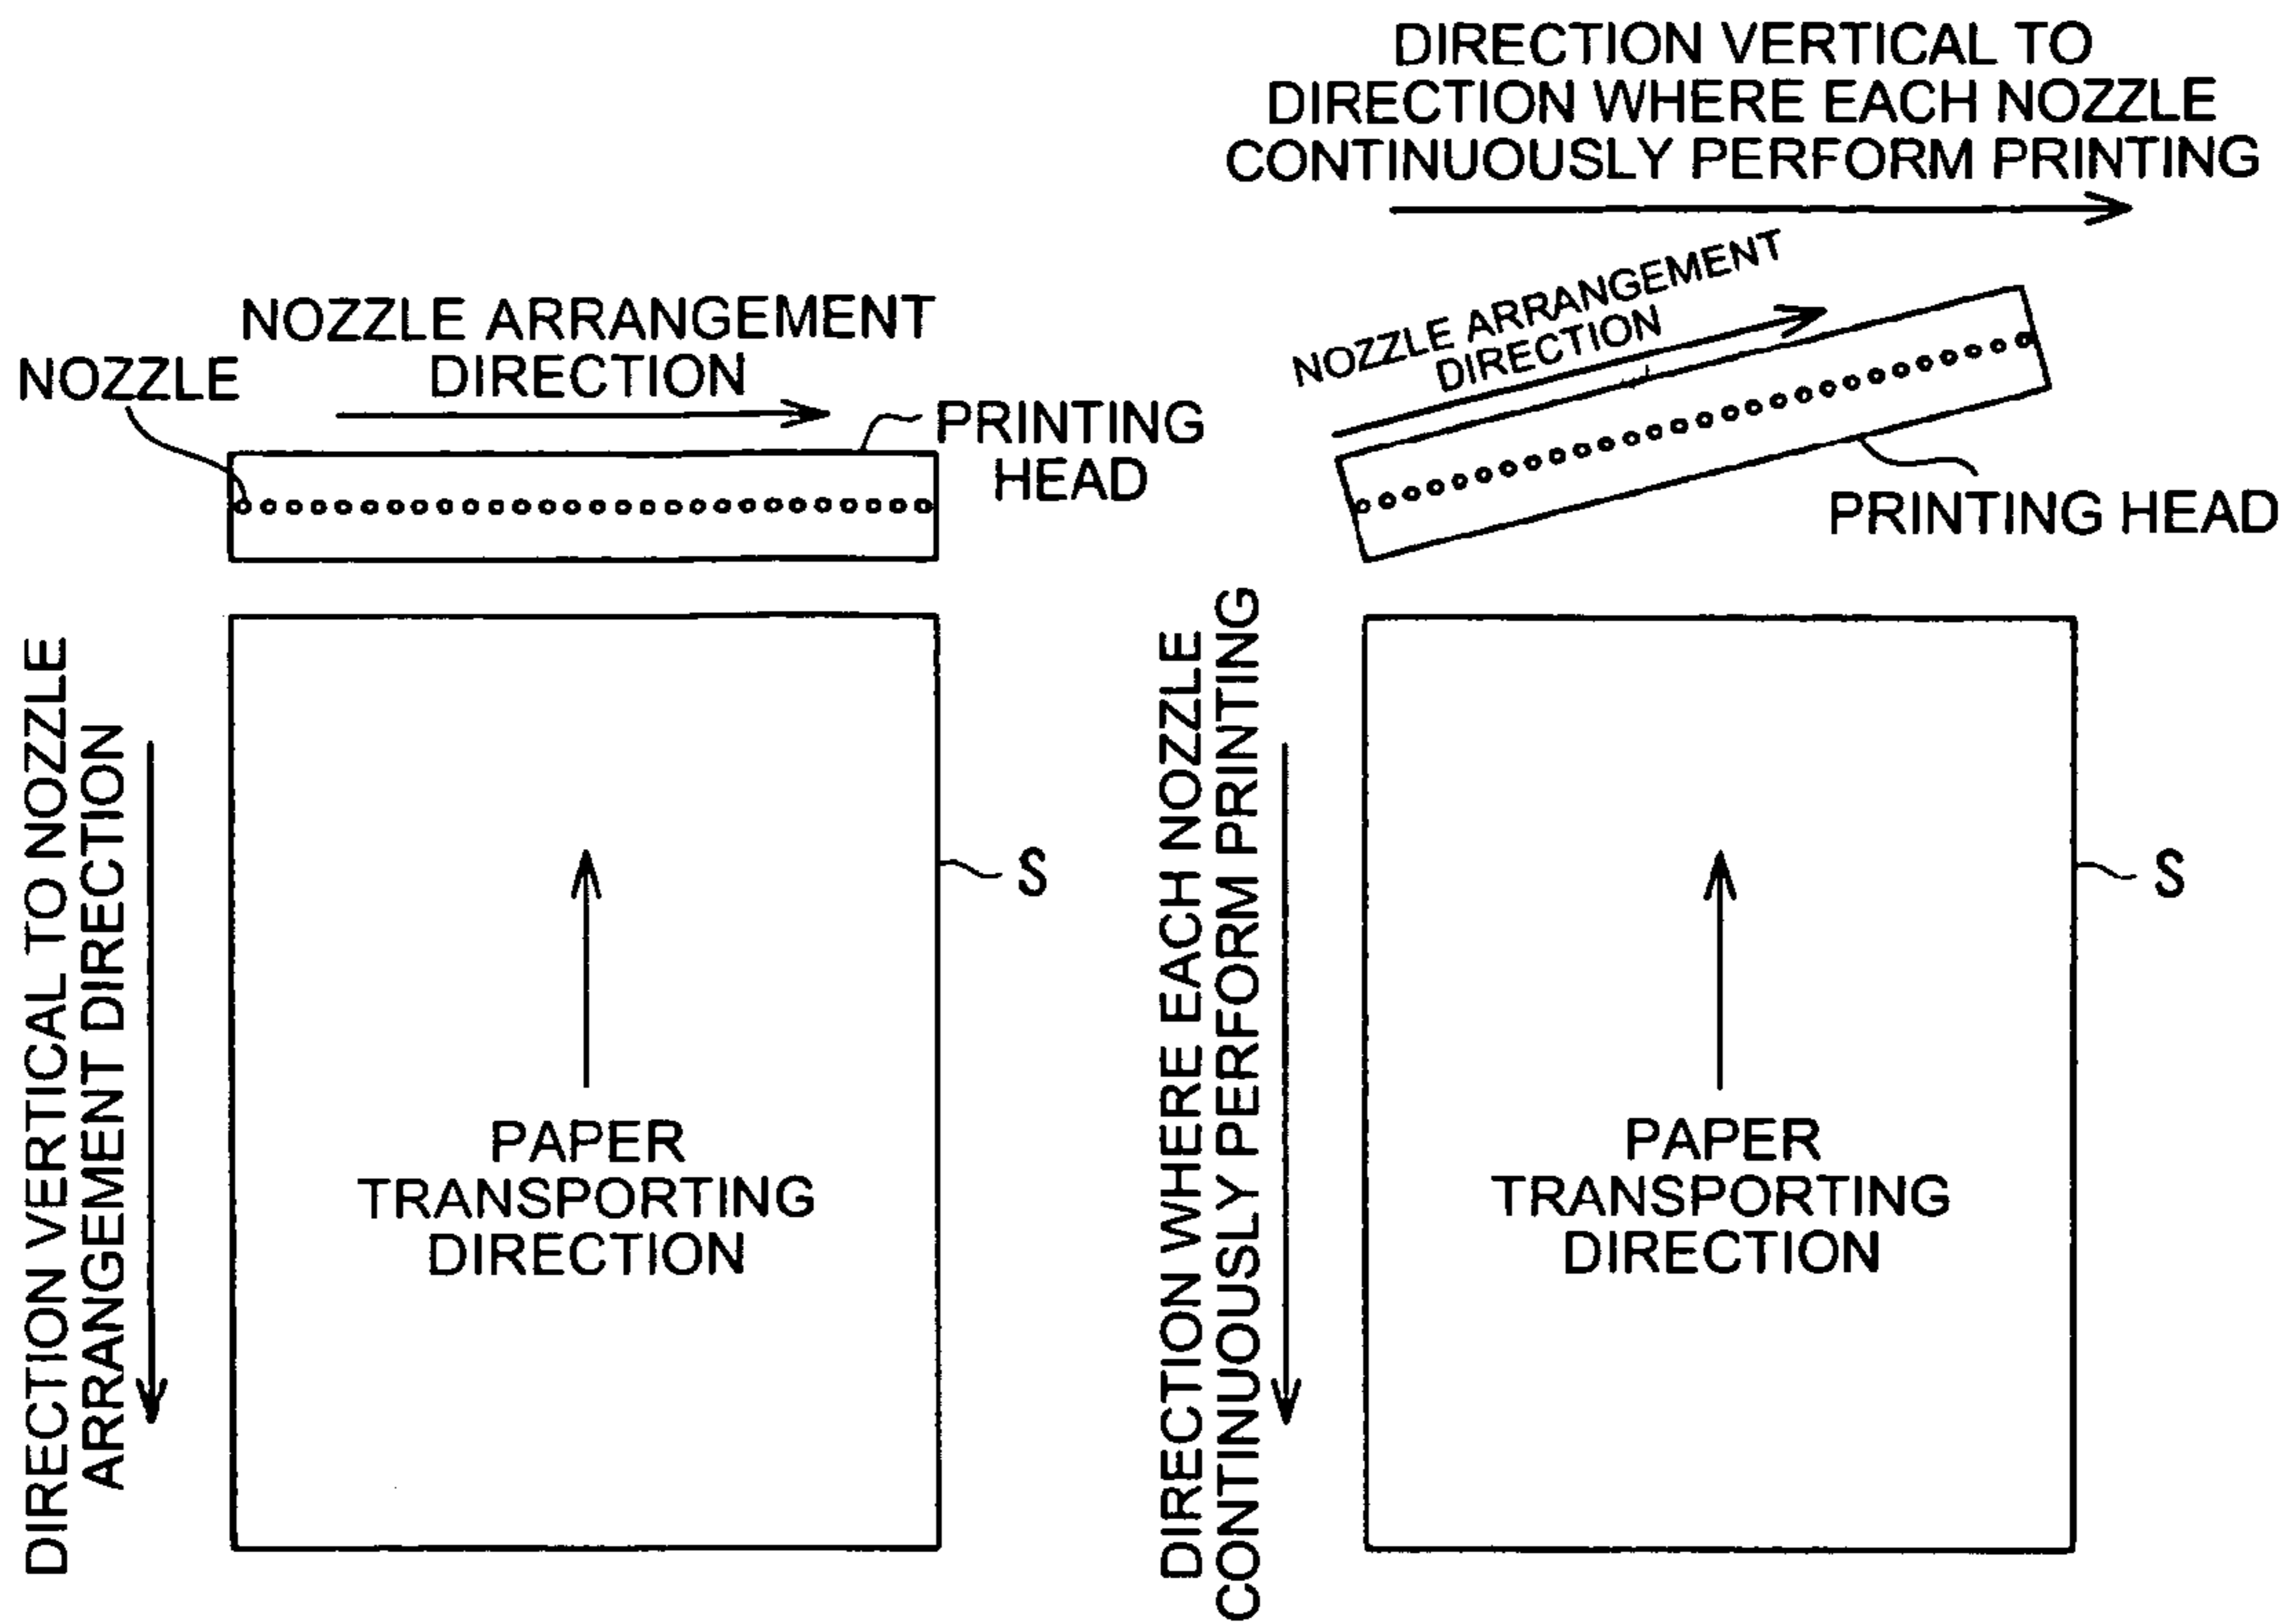 NOZZLE ARRANGEMENT
DIRECTION
NOZZLE
PRINTING
HEAD
DIRECTION VERTICAL TO NOZZLE
ARRANGEMENT DIRECTION
S
PAPER
TRANSPORTING
DIRECTION
DIRECTION VERTICAL TO
DIRECTION WHERE EACH NOZZLE
CONTINUOUSLY PERFORM PRINTING
NOZZLE ARRANGEMENT
DIRECTION
PRINTING HEAD
DIRECTION WHERE EACH NOZZLE
CONTINUOUSLY PERFORM PRINTING
S
PAPER
TRANSPORTING
DIRECTION